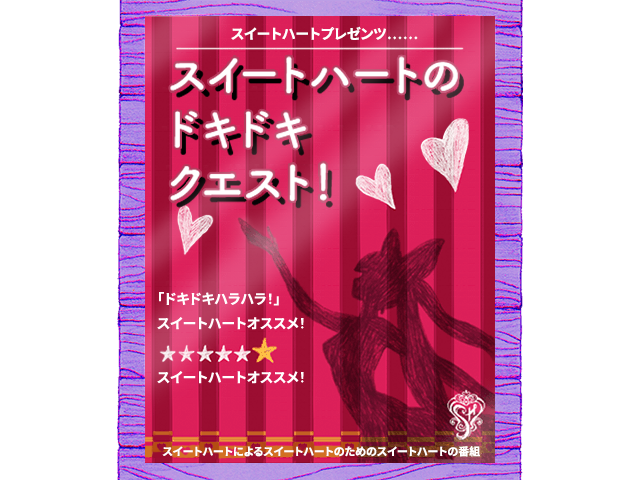 スイートハートプレゼンツ……
スイートハートの
ドキドキ
クエスト!
「ドキドキハラハラ!」
スイートハートオススメ!
★★★★★★
スイートハートオススメ!
SH
スイートハートによるスイートハートのためのスイートハートの番組